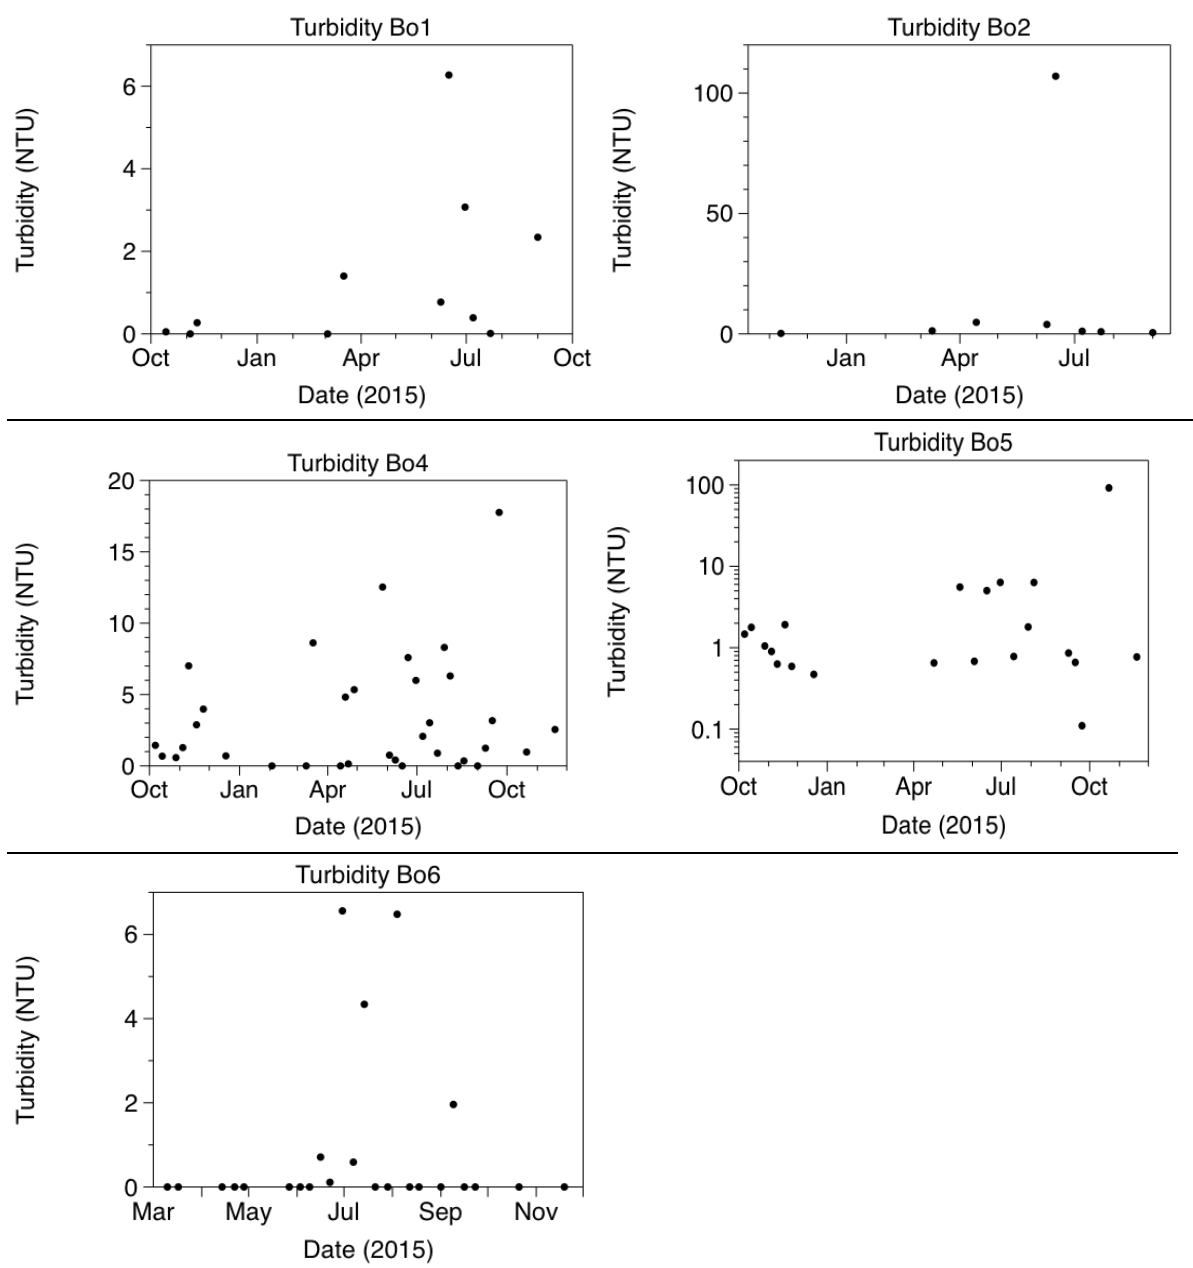 Turbidity Bo1
Turbidity (NTU)
6
4
2
0
Oct Jan Apr Jul Oct
Date (2015)
Turbidity Bo2
Turbidity (NTU)
100
50
0
Jan Apr Jul
Date (2015)
Turbidity Bo4
Turbidity (NTU)
20
15
10
5
0
Oct Jan Apr Jul Oct
Date (2015)
Turbidity Bo5
Turbidity (NTU)
100
10
1
0.1
Oct Jan Apr Jul Oct
Date (2015)
Turbidity Bo6
Turbidity (NTU)
6
4
2
0
Mar May Jul Sep Nov
Date (2015)